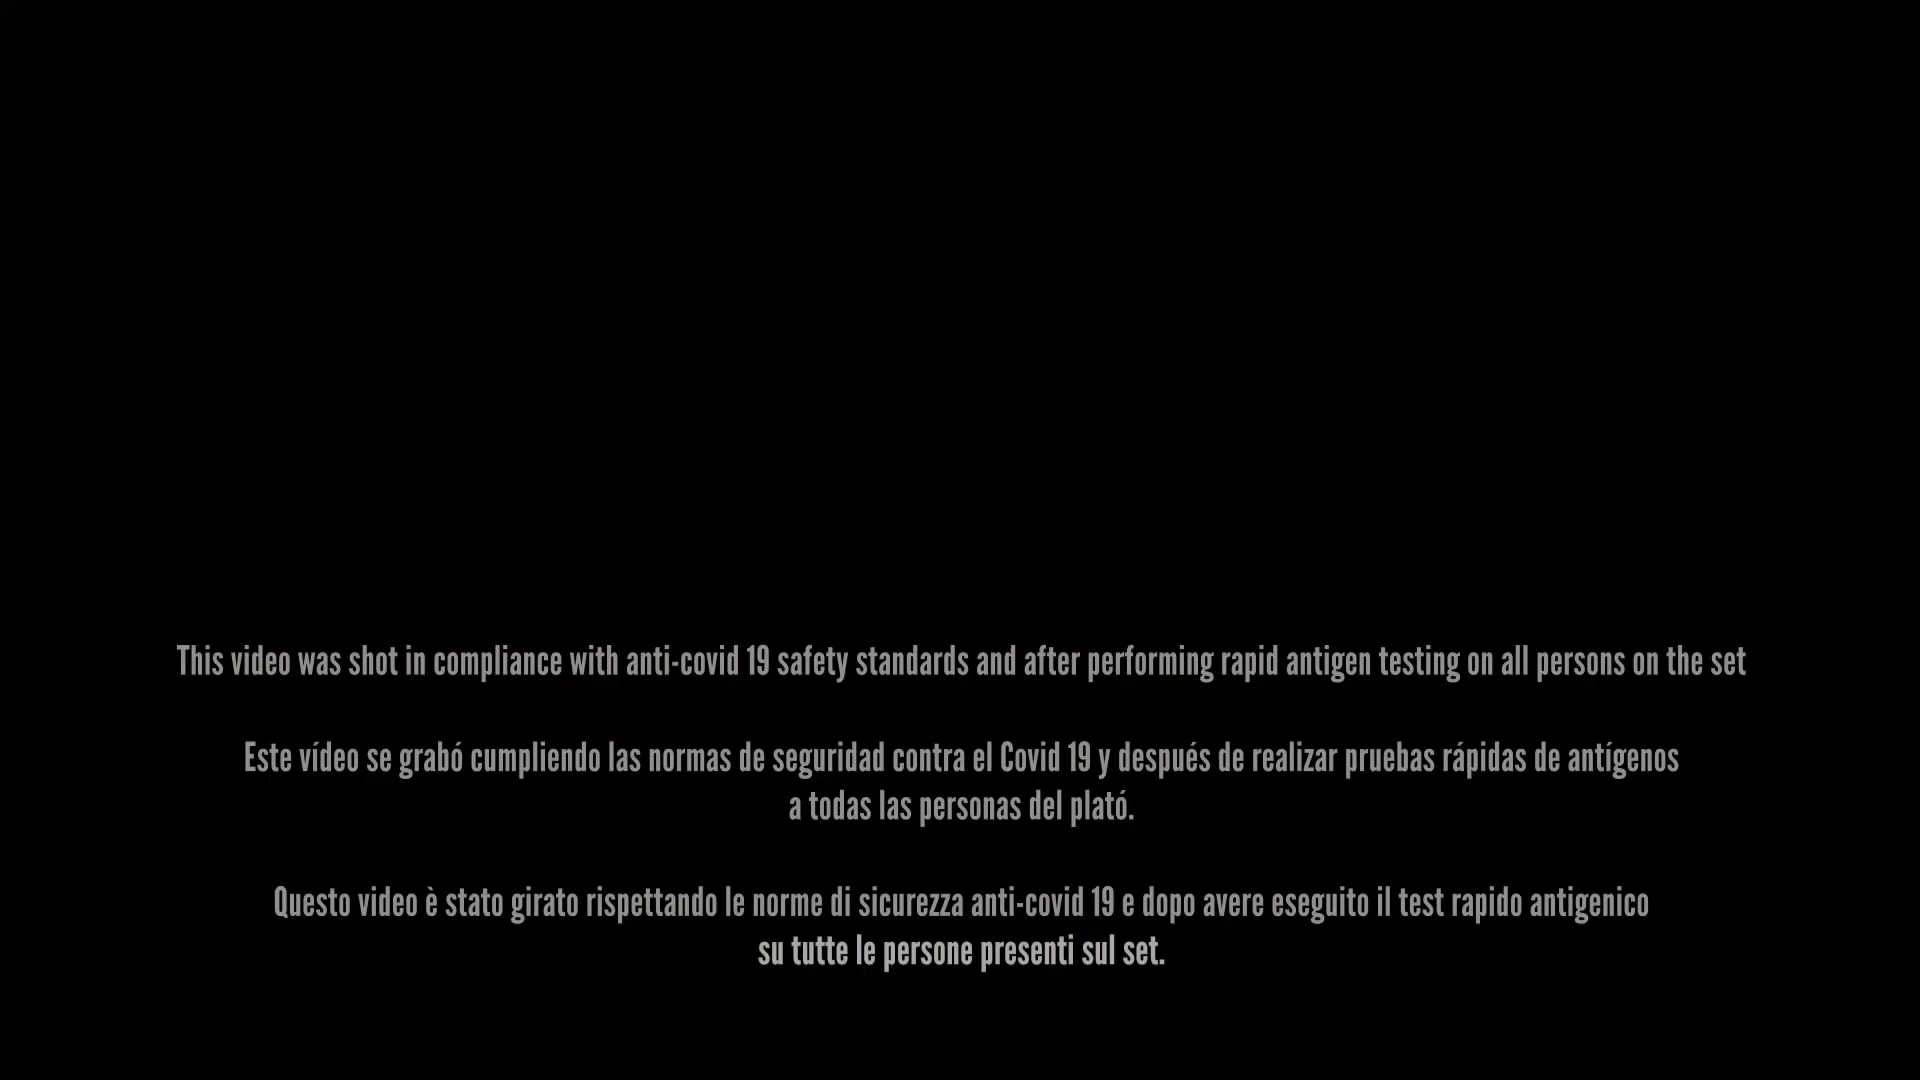 This video was shot in compliance with anti-covid 19 safety standards and after performing rapid antigen testing on all persons on the set
Este vídeo se grabó cumpliendo las normas de seguridad contra el Covid 19 y después de realizar pruebas rápidas de antígenos
a todas las personas del plató.
Questo video è stato girato rispettando le norme di sicurezza anti-covid 19 e dopo avere eseguito il test rapido antigenico
su tutte le persone presenti sul set.